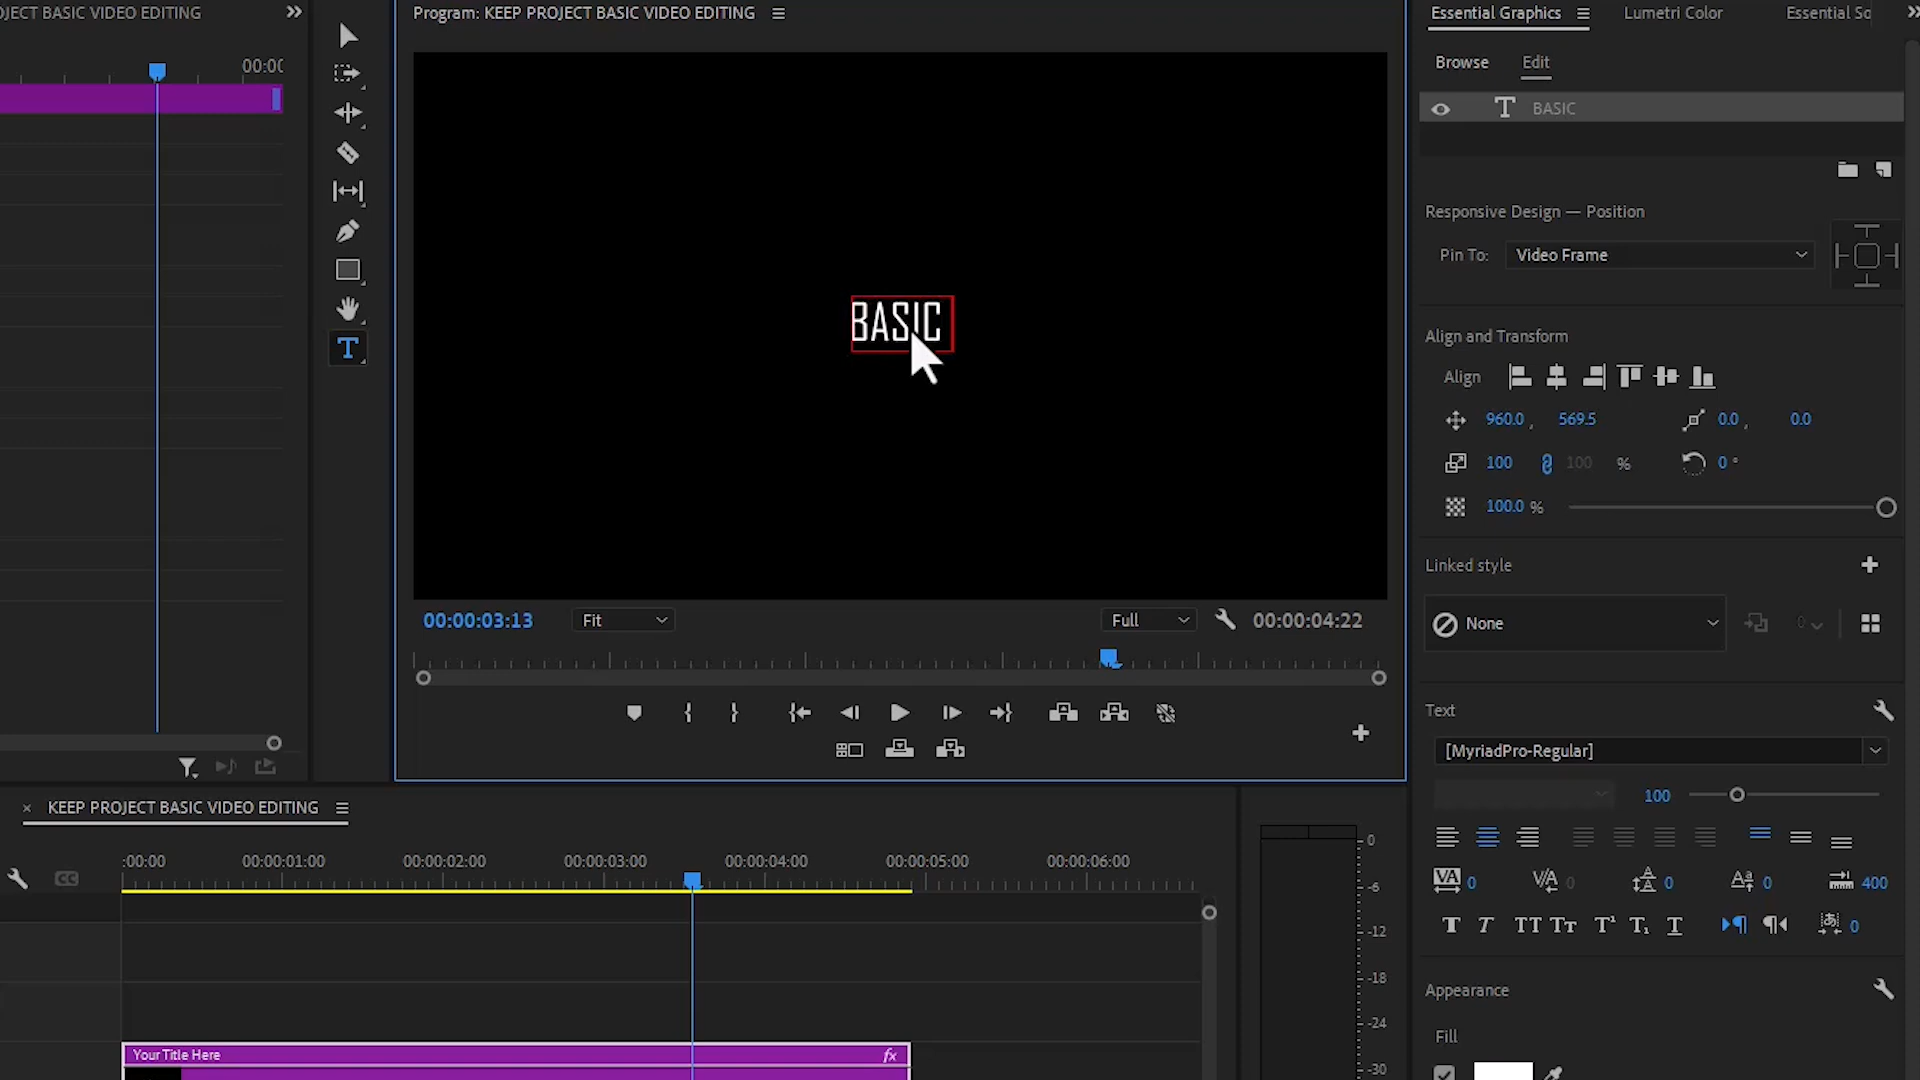 OJECT BASIC VIDEO EDITING
00:00
Program: KEEP PROJECT BASIC VIDEO EDITING
BASIC
00:00:03:13
Fit
Full
00:00:04:22
Essential Graphics
Lumetri Color
Essential So
Browse
Edit
BASIC
Responsive Design — Position
Pin To:
Video Frame
Align and Transform
Align
960.0 ,
569.5
0.0 ,
0.0
100
100
%
0 °
100.0 %
Linked style
None
0
Text
[MyriadPro-Regular]
100
0
0
0
0
400
0
Appearance
Fill
× KEEP PROJECT BASIC VIDEO EDITING
:00:00
00:00:01:00
00:00:02:00
00:00:03:00
00:00:04:00
00:00:05:00
00:00:06:00
Your Title Here
fx
0
-6
-12
-18
-24
-30